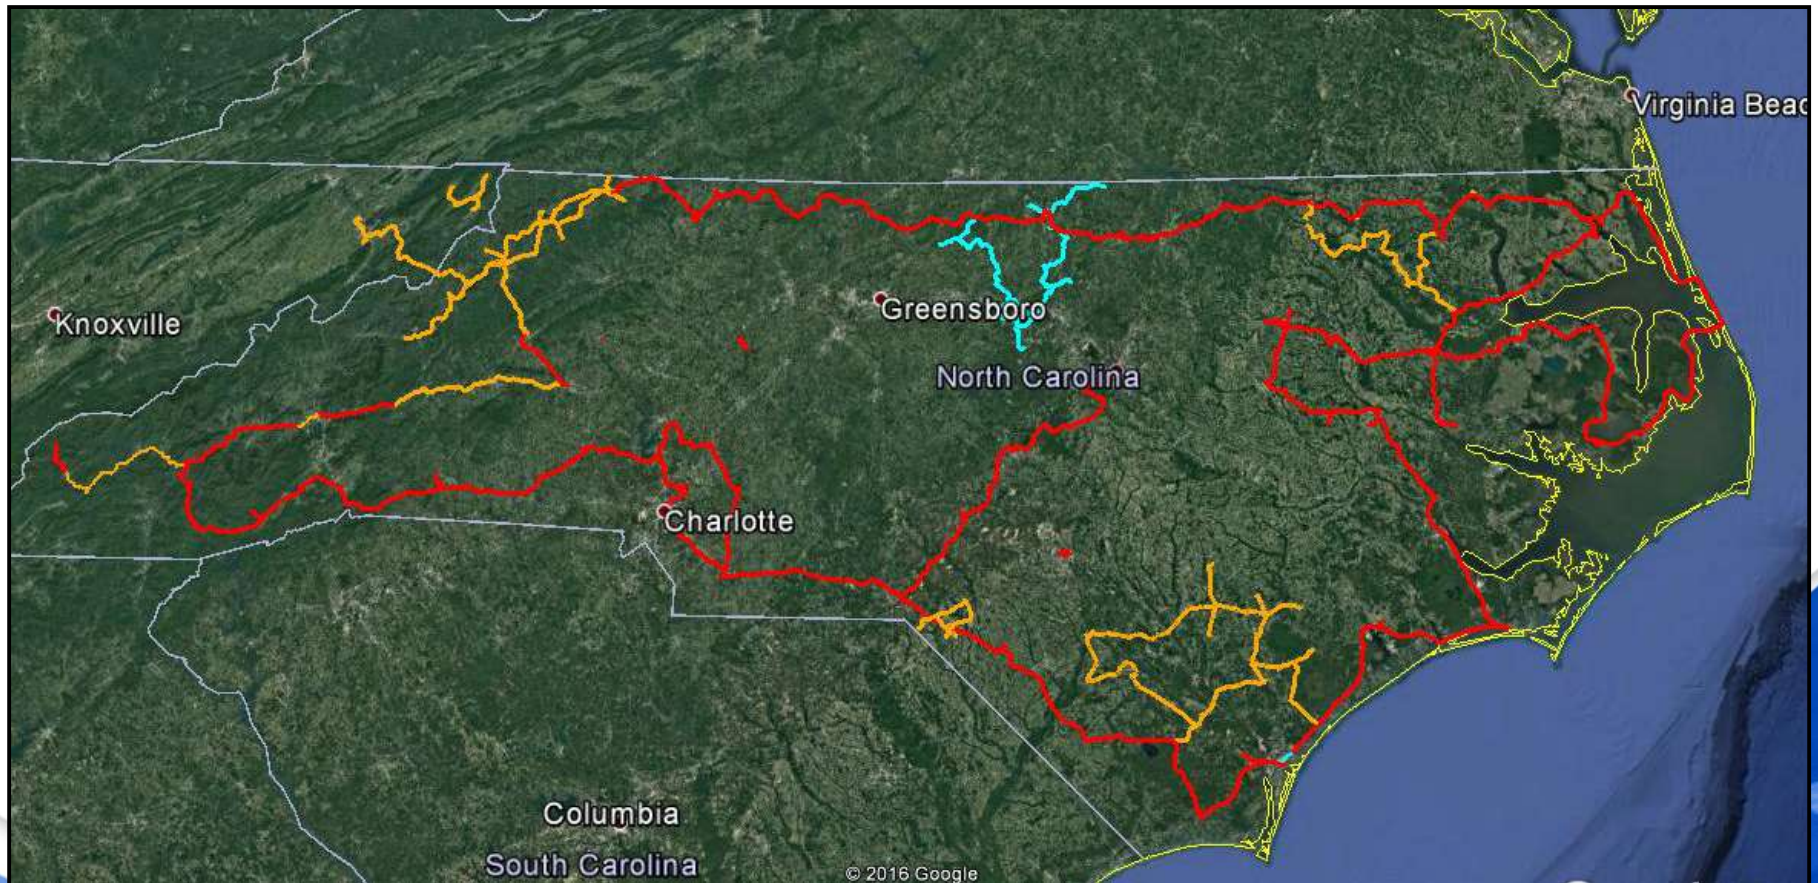 Virginia Beac
Knoxville
Greensboro
North Carolina
Charlotte
Columbia
South Carolina
© 2016 Google